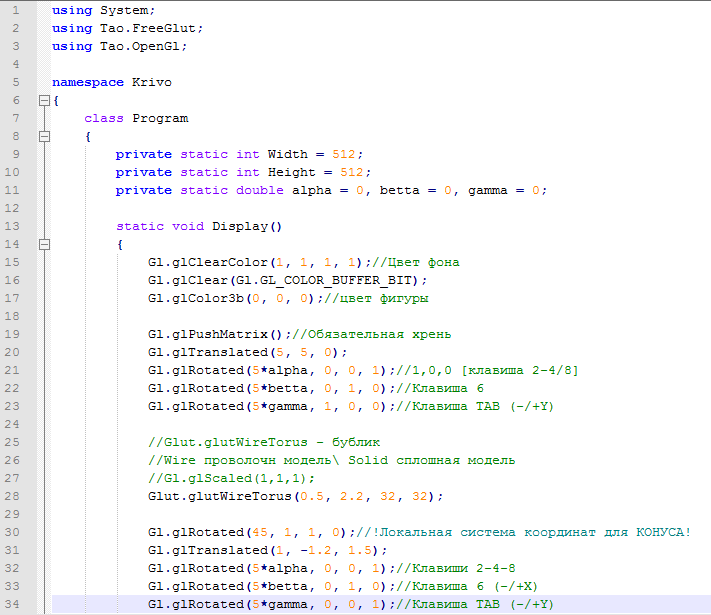 1 using System;
2 using Tao.FreeGlut;
3 using Tao.OpenGl;
4
5 namespace Krivo
6 {
7 class Program
8 {
9 private static int Width = 512;
10 private static int Height = 512;
11 private static double alpha = 0, betta = 0, gamma = 0;
12
13 static void Display()
14 {
15 Gl.glClearColor(1, 1, 1, 1);//Цвет фона
16 Gl.glClear(Gl.GL_COLOR_BUFFER_BIT);
17 Gl.glColor3b(0, 0, 0);//цвет фигуры
18
19 Gl.glPushMatrix();//Обязательная хрень
20 Gl.glTranslated(5, 5, 0);
21 Gl.glRotated(5*alpha, 0, 0, 1);//1,0,0 [клавиша 2-4/8]
22 Gl.glRotated(5*betta, 0, 1, 0);//Клавиша 6
23 Gl.glRotated(5*gamma, 1, 0, 0);//Клавиша TAB (-/+Y)
24
25 //Glut.glutWireTorus - бублик
26 //Wire проволочн модель\ Solid сплошная модель
27 //Gl.glScaled(1,1,1);
28 Glut.glutWireTorus(0.5, 2.2, 32, 32);
29
30 Gl.glRotated(45, 1, 1, 0);//!Локальная система координат для КОНУСА!
31 Gl.glTranslated(1, -1.2, 1.5);
32 Gl.glRotated(5*alpha, 0, 0, 1);//Клавиши 2-4-8
33 Gl.glRotated(5*betta, 0, 1, 0);//Клавиша 6 (-/+X)
34 Gl.glRotated(5*gamma, 0, 0, 1);//Клавиша TAB (-/+Y)